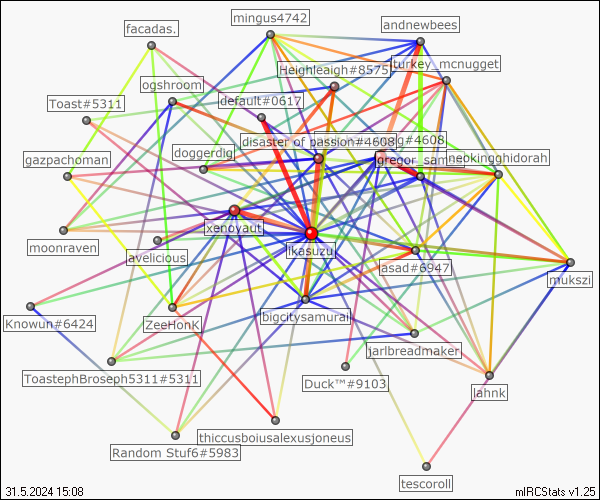 mingus4742
andnewbees
facadas.
turkey_mcnugget
Heighleaigh#8575
ogshroom
default#0617
Toast#5311
disaster of passion#4608
g#4608
doggerdig
gregor_samsa
neokingghidorah
gazpachoman
xenoyaut
moonraven
ikasuzu
avelicious
asad#6947
mukszi
bigcitysamurai
Knowun#6424
ZeeHonK
jarlbreadmaker
ToastephBroseph5311#5311
Duck™#9103
lahnk
thiccusboiusalexusjoneus
Random Stuf6#5983
tescoroll
31.5.2024 15:08
mIRCStats v1.25